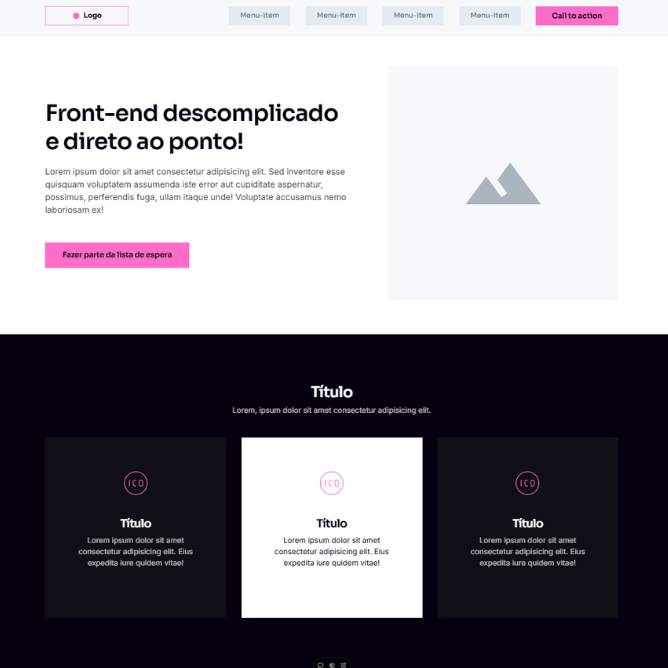 Logo
Menu-item
Menu-item
Menu-item
Menu-item
Call to action
Front-end descomplicado
e direto ao ponto!
Lorem ipsum dolor sit amet consectetur adipisicing elit. Sed inventore esse
quisquam voluptatem assumenda iste error aut cupiditate aspernatur,
possimus, perferendis fuga, ullam itaque unde! Voluptate accusamus nemo
laboriosam ex!
Fazer parte da lista de espera
Título
Lorem, ipsum dolor sit amet consectetur adipisicing elit.
ICO
Título
Lorem ipsum dolor sit amet
consectetur adipisicing elit. Eius
expedita iure quidem vitae!
ICO
Título
Lorem ipsum dolor sit amet
consectetur adipisicing elit. Eius
expedita iure quidem vitae!
ICO
Título
Lorem ipsum dolor sit amet
consectetur adipisicing elit. Eius
expedita iure quidem vitae!